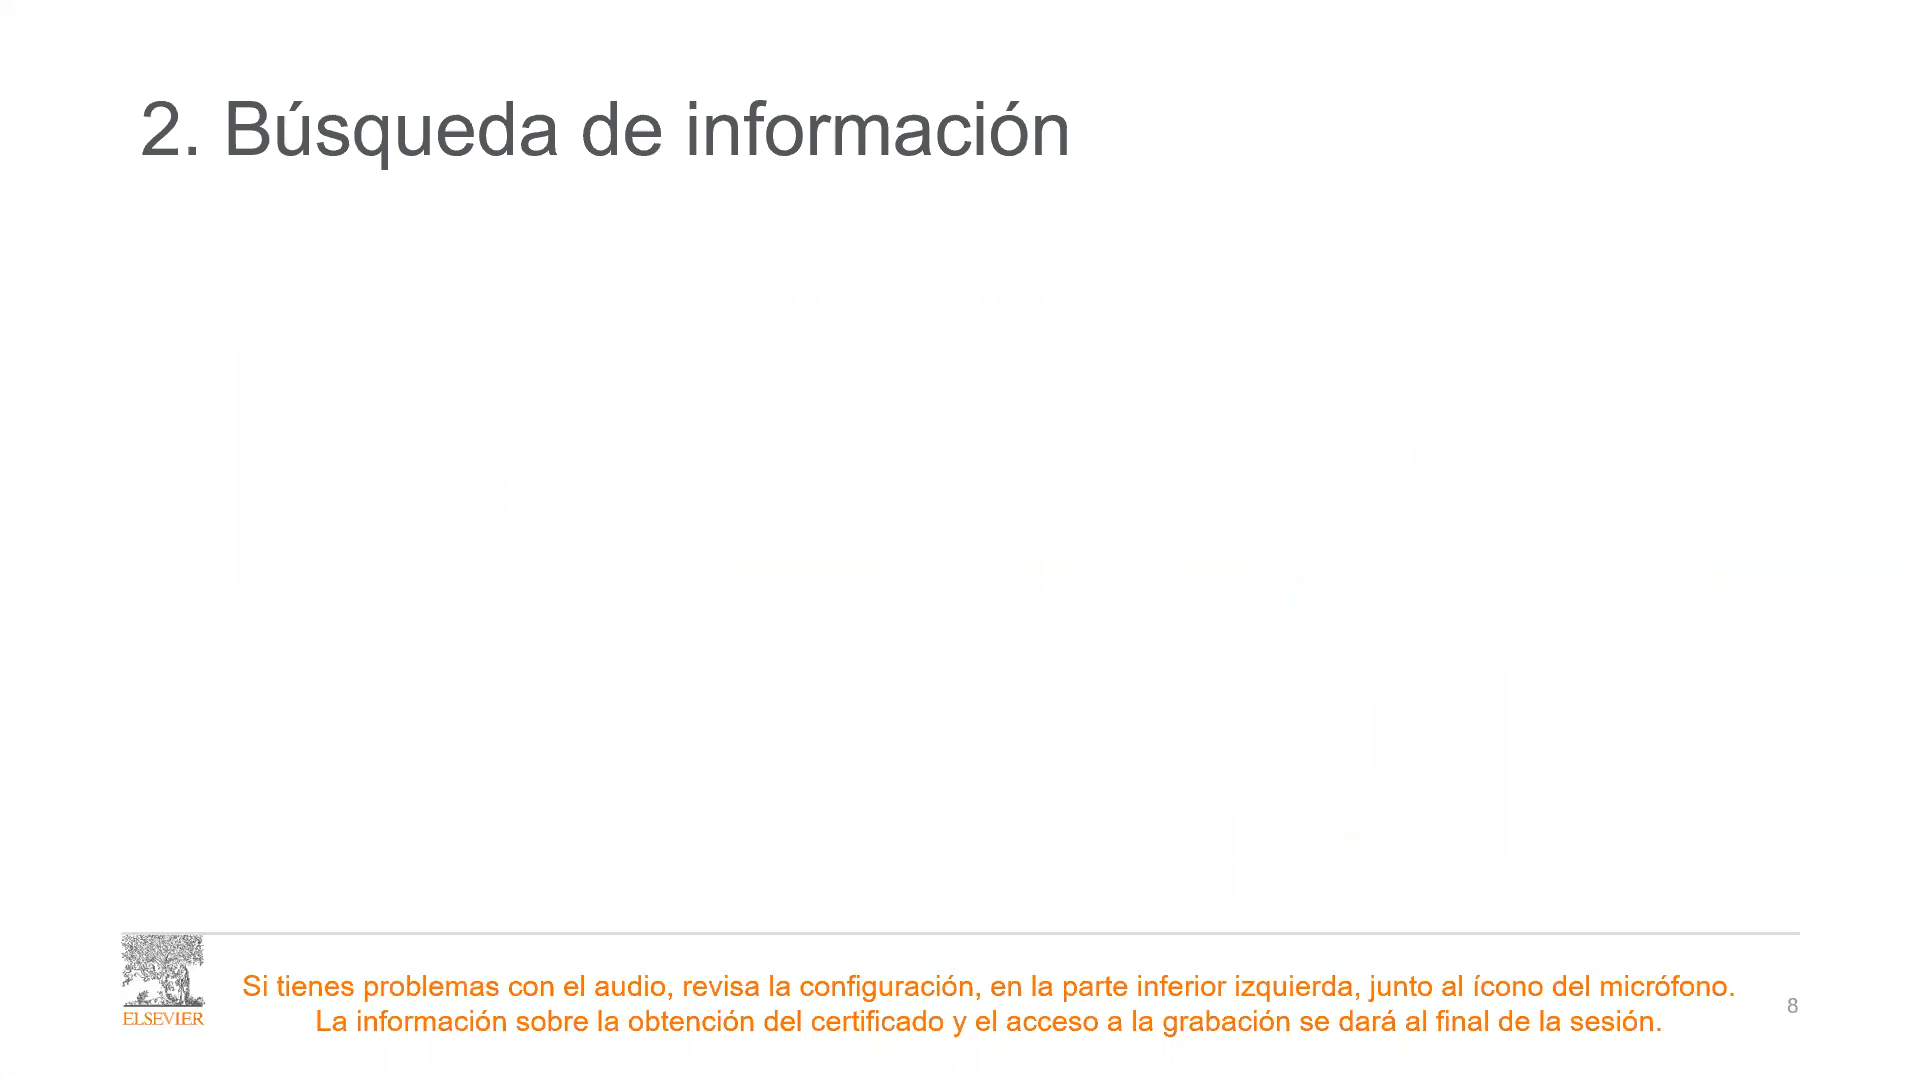 2. Búsqueda de información
Si tienes problemas con el audio, revisa la configuración, en la parte inferior izquierda, junto al ícono del micrófono.
La información sobre la obtención del certificado y el acceso a la grabación se dará al final de la sesión.
ELSEVIER
8